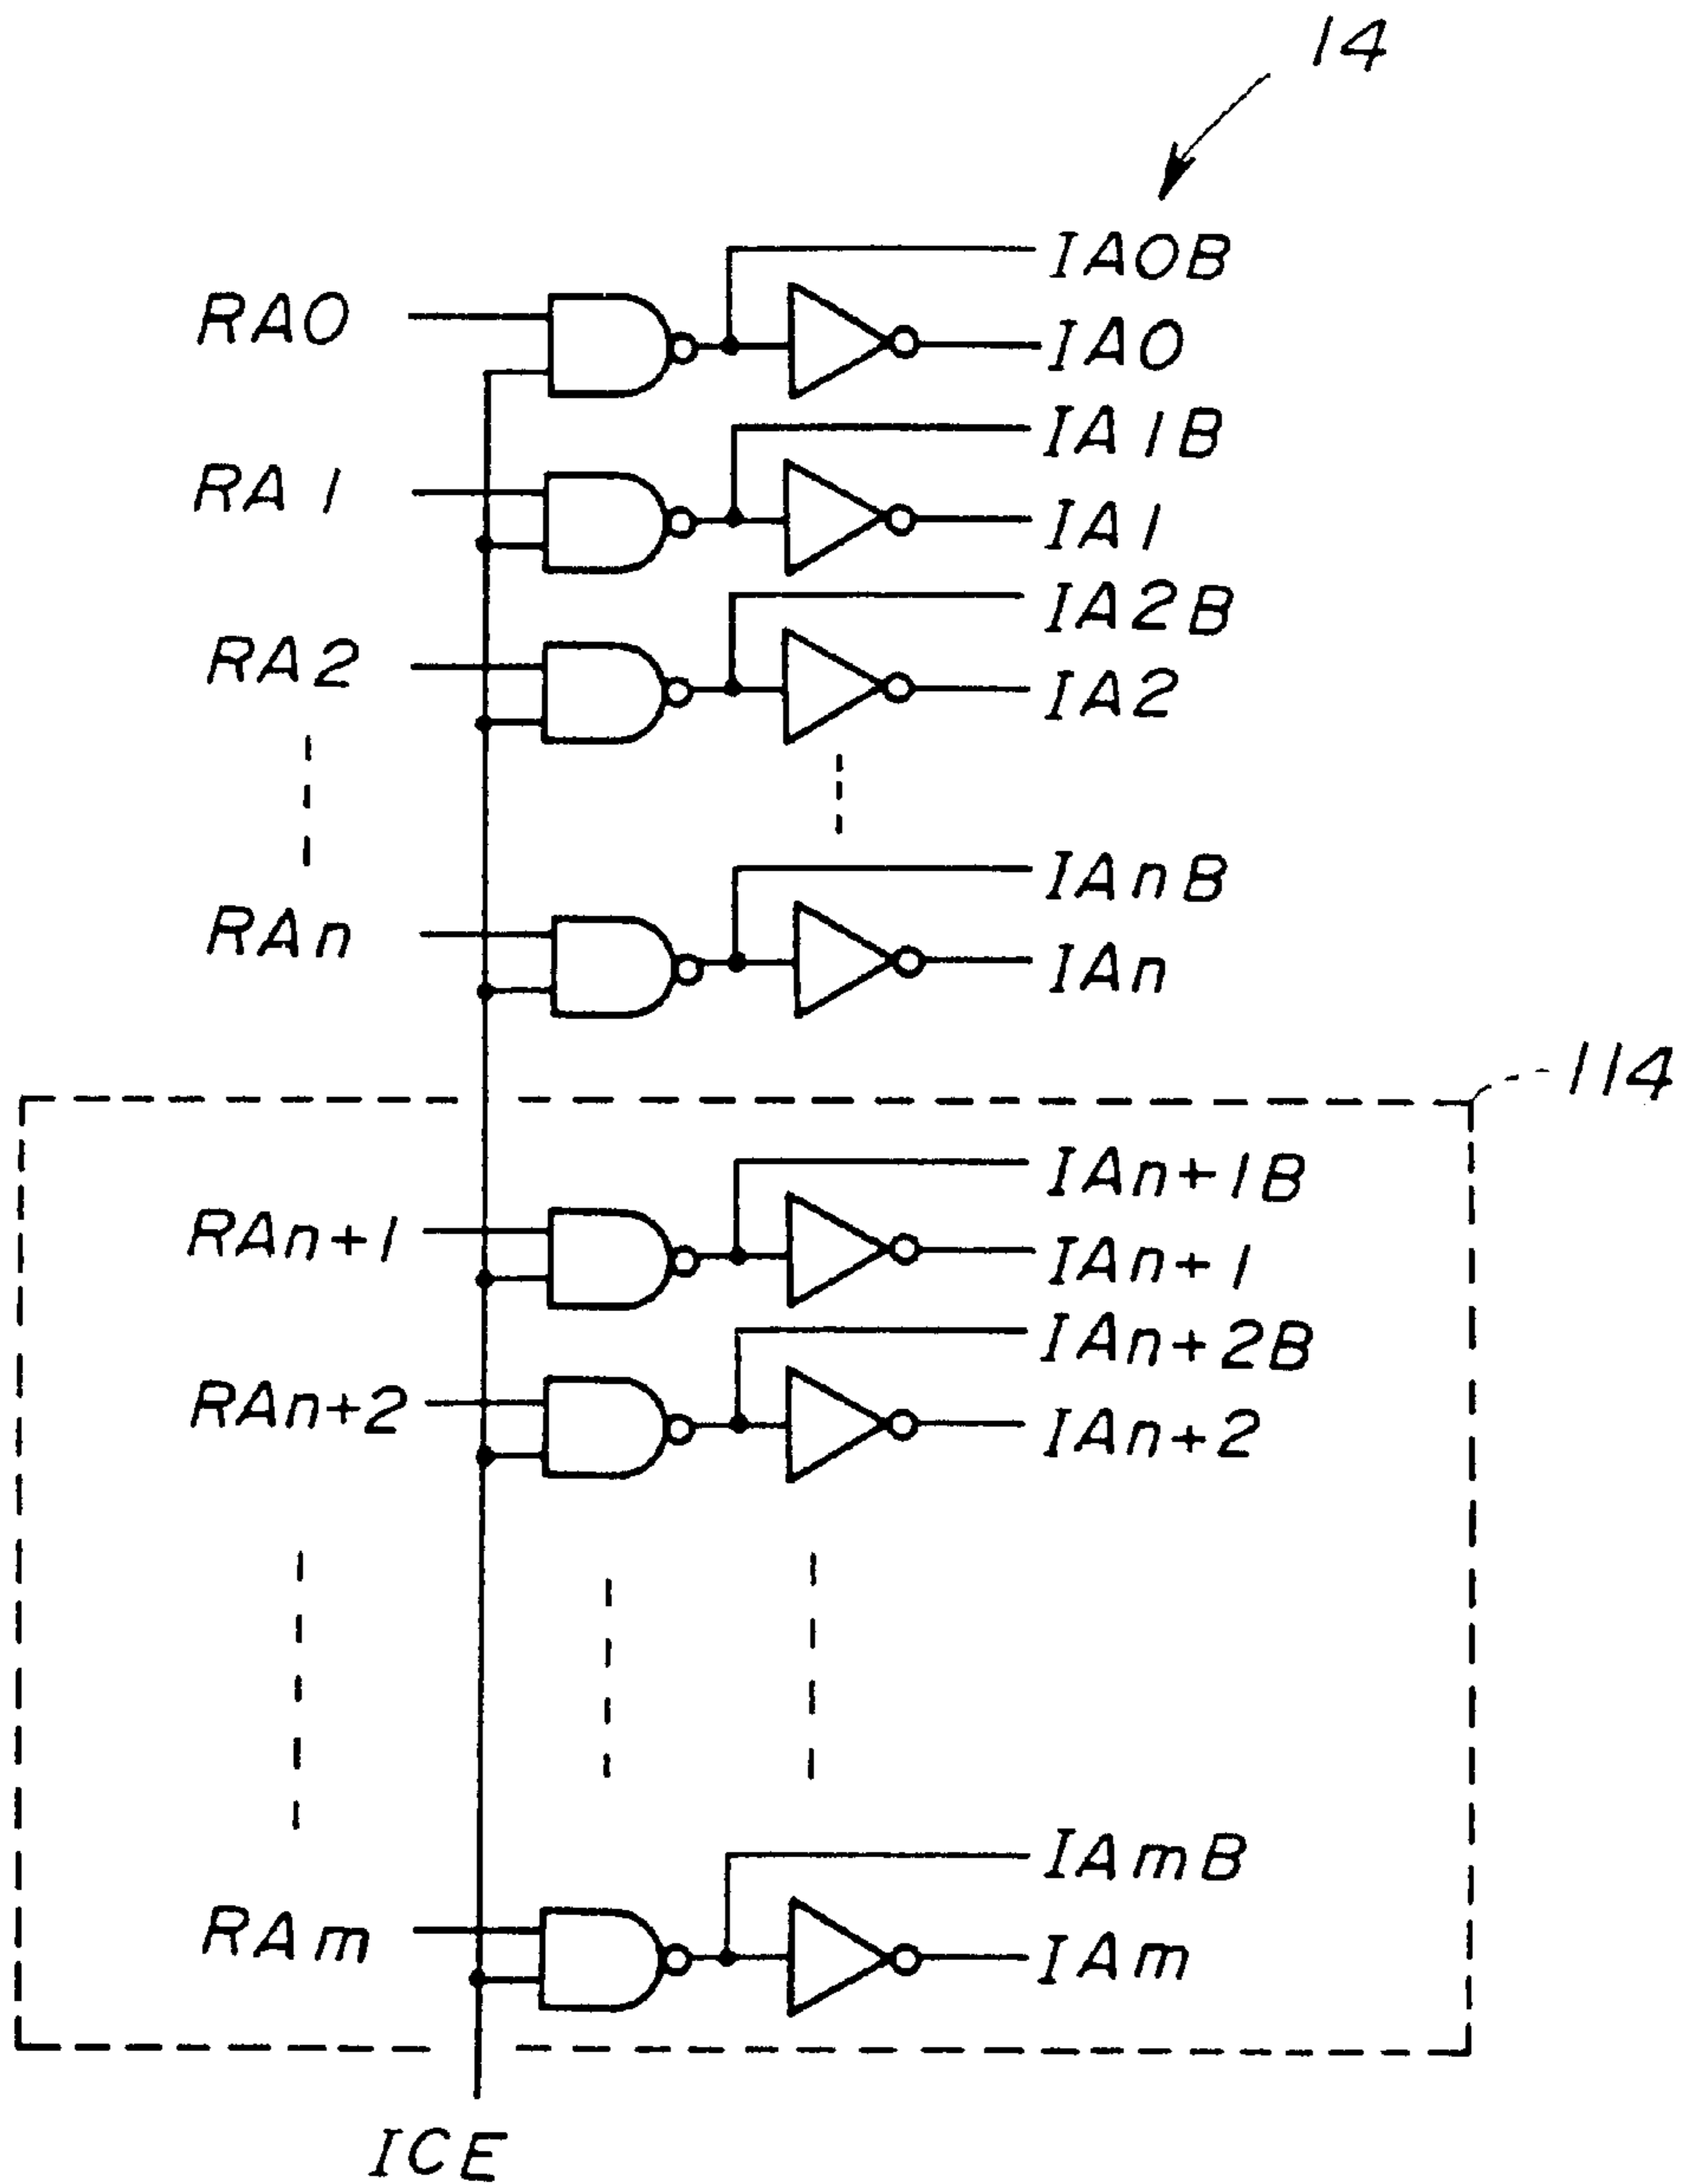 14
IA0B
RA0
IA0
IA1B
RA1
IA1
IA2B
RA2
IA2
IAnB
RAn
IAn
114
IAn+1B
RAn+1
IAn+1
IAn+2B
RAn+2
IAn+2
IAmB
RAm
IAm
ICE